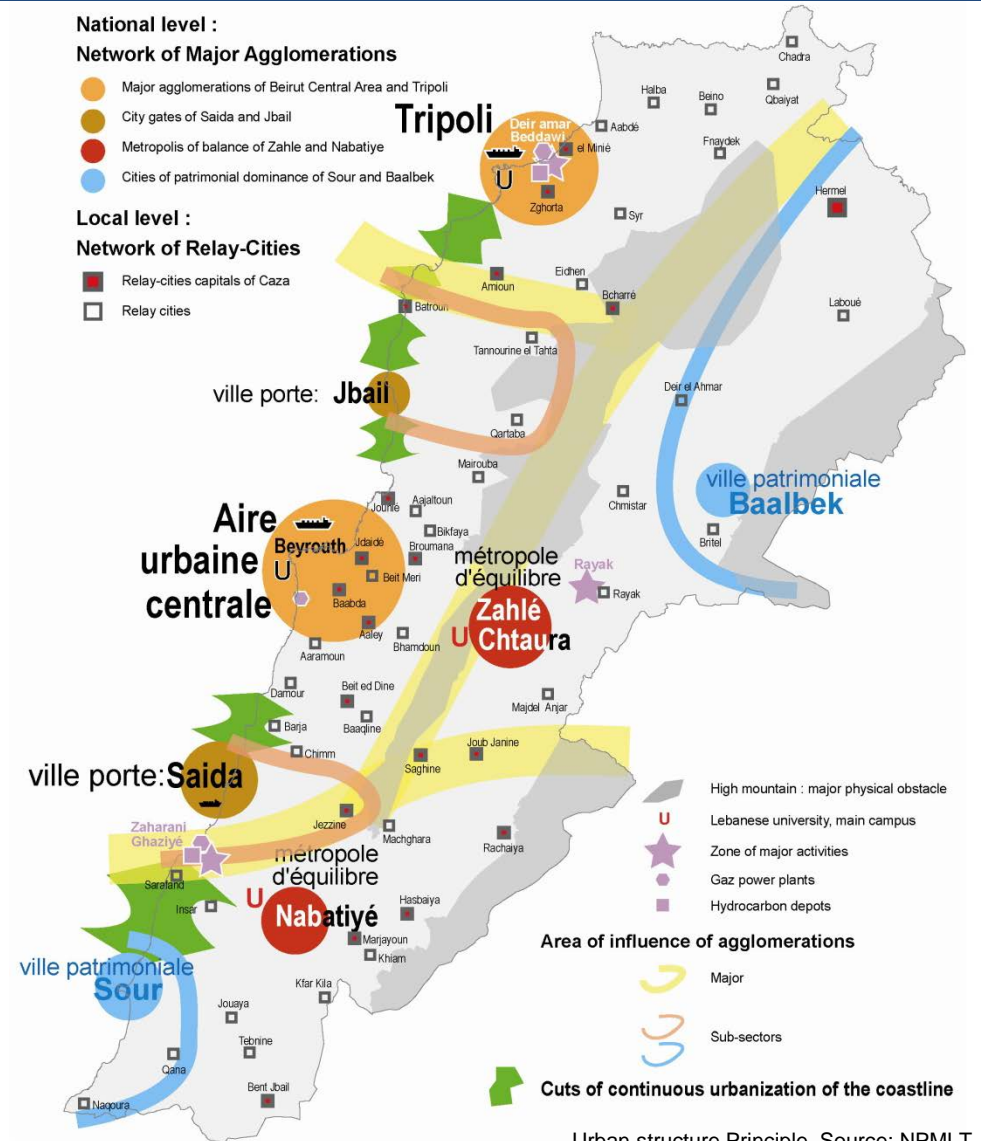 National level :
Network of Major Agglomerations
Major agglomerations of Beirut Central Area and Tripoli
City gates of Saida and Jbail
Metropolis of balance of Zahle and Nabatiye
Cities of patrimonial dominance of Sour and Baalbek
Local level :
Network of Relay-Cities
Relay-cities capitals of Caza
Relay cities
Chadra
Halba
Beino
Qbaiyat
Tripoli
Deir amar
Beddawi
Aabdé
el Minié
Fnaydek
U
Zghorta
Hermel
Syr
Amioun
Eidhen
Bcharré
Batroun
Laboué
Tannourine el Tahta
ville porte: Jbail
Deir el Ahmar
Qartaba
Mairouba
ville patrimoniale
Baalbek
Chmistar
Britel
Jounié
Aajaltoun
Bikfaya
Aire
urbaine
centrale
Beyrouth
U
Jdaidé
Broumana
Beit Meri
Baabda
Aaley
Bhamdoun
Aaramoun
métropole
d'équilibre
Zahlé
U Chtaura
Rayak
Rayak
Damour
Beit ed Dine
Baaqline
Majdel Anjar
Barja
Chimm
Joub Janine
Saghine
ville porte: Saida
Jezzine
Machghara
Rachaiya
Zaharani
Ghaziyé
métropole
d'équilibre
Sarafand
Insar
U
Nabatiyé
Hasbaiya
Marjayoun
Khiam
ville patrimoniale
Sour
Kfar Kila
Jouaya
Tebnine
Qana
Bent Jbail
Naqoura
High mountain : major physical obstacle
U
Lebanese university, main campus
Zone of major activities
Gaz power plants
Hydrocarbon depots
Area of influence of agglomerations
Major
Sub-sectors
Cuts of continuous urbanization of the coastline